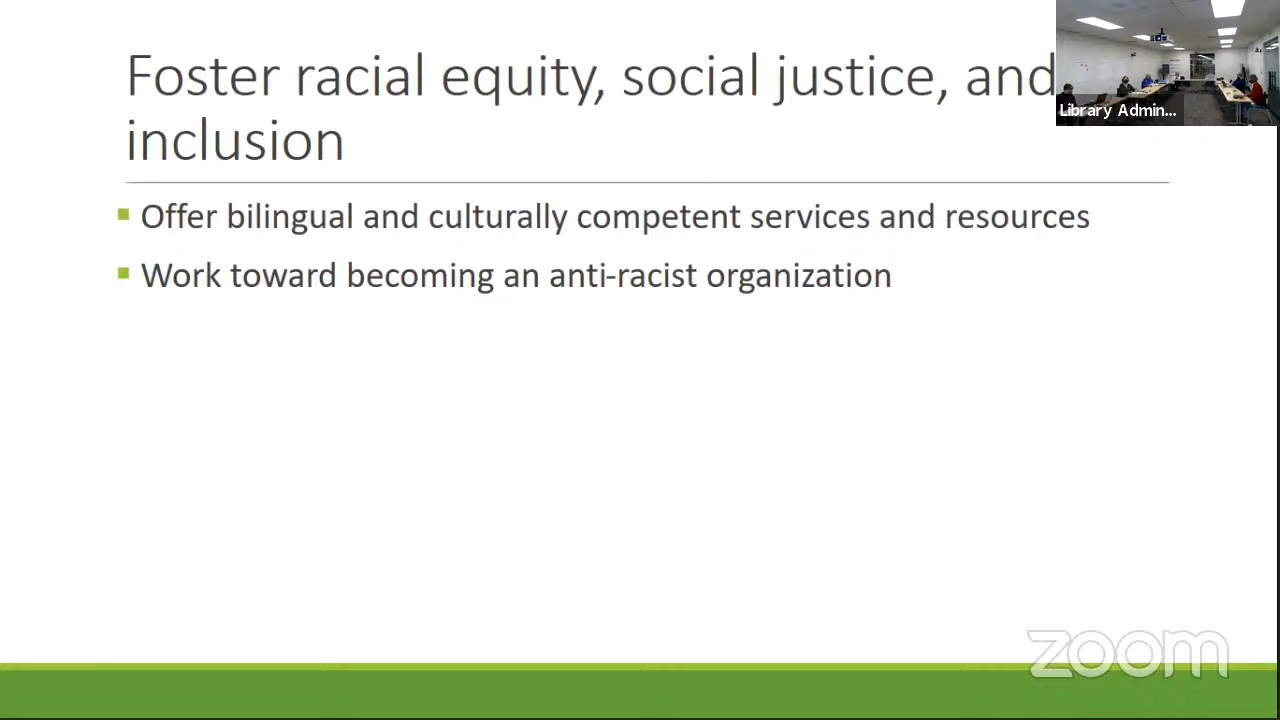 Foster racial equity, social justice, and
inclusion
Library Admin...
Offer bilingual and culturally competent services and resources
Work toward becoming an anti-racist organization
zoom